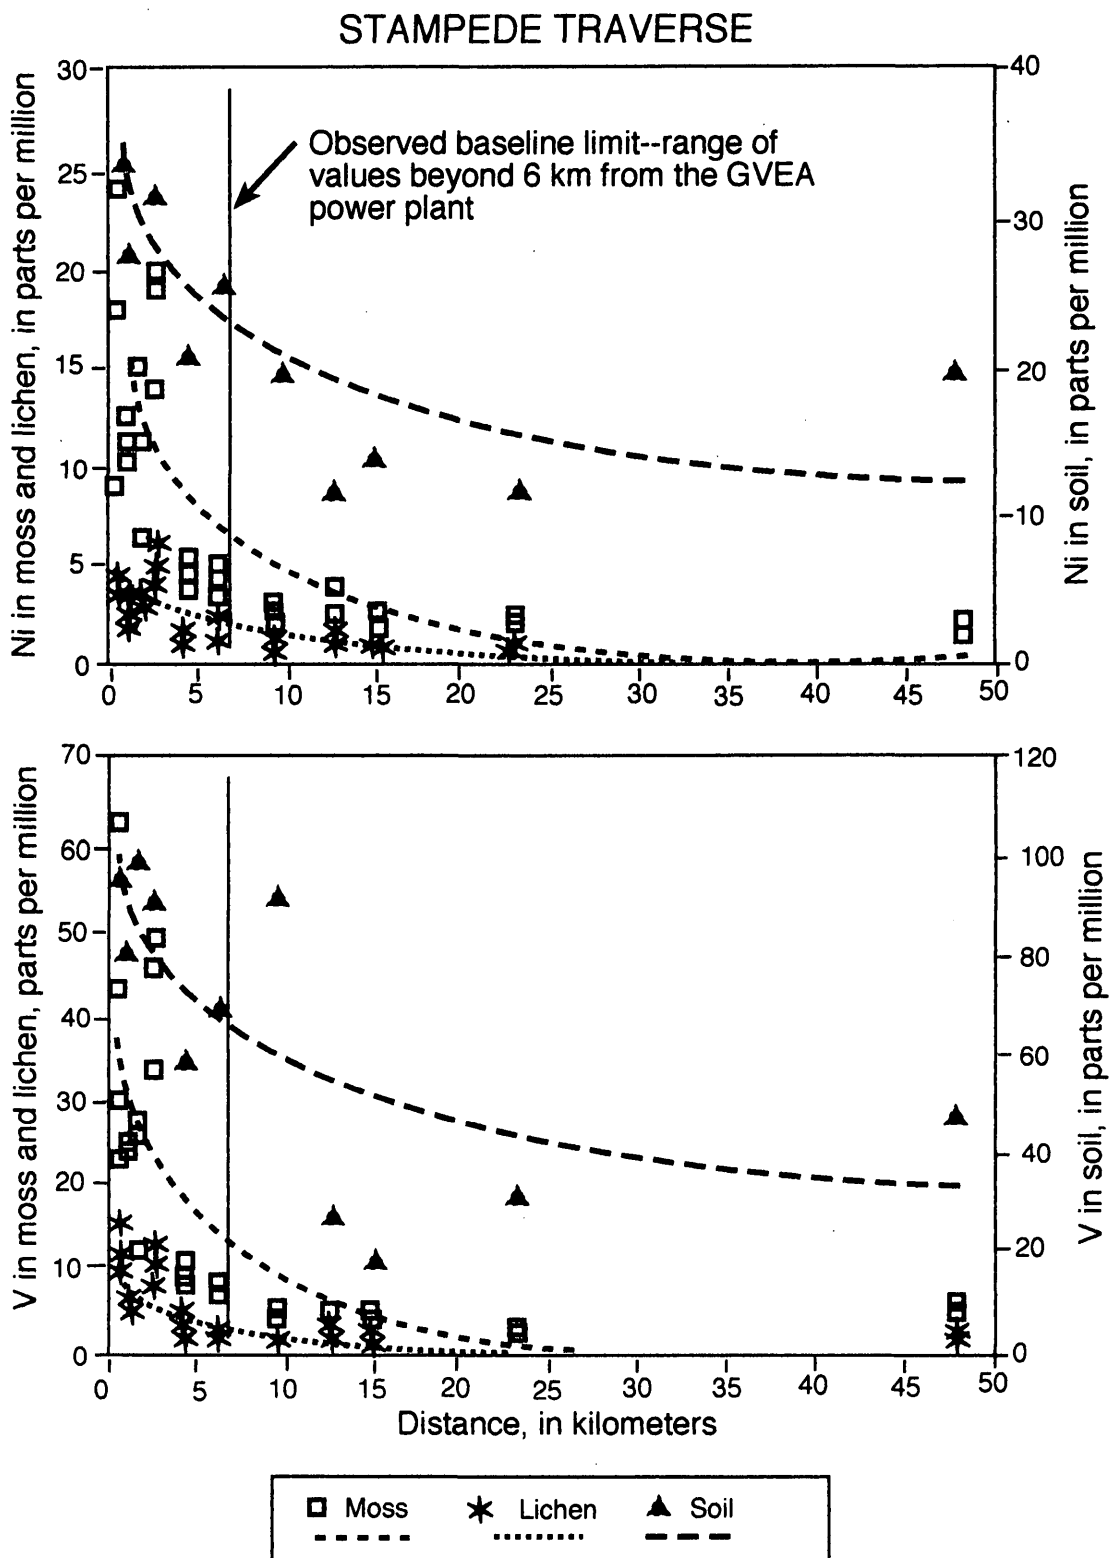 STAMPEDE TRAVERSE
Ni in moss and lichen, in parts per million
30
25
20
15
10
5
0
Observed baseline limit--range of
values beyond 6 km from the GVEA
power plant
40
30
20
10
0
Ni in soil, in parts per million
0 5 10 15 20 25 30 35 40 45 50
V in moss and lichen, parts per million
70
60
50
40
30
20
10
0
120
100
80
60
40
20
0
V in soil, in parts per million
0 5 10 15 20 25 30 35 40 45 50
Distance, in kilometers
Moss Lichen Soil